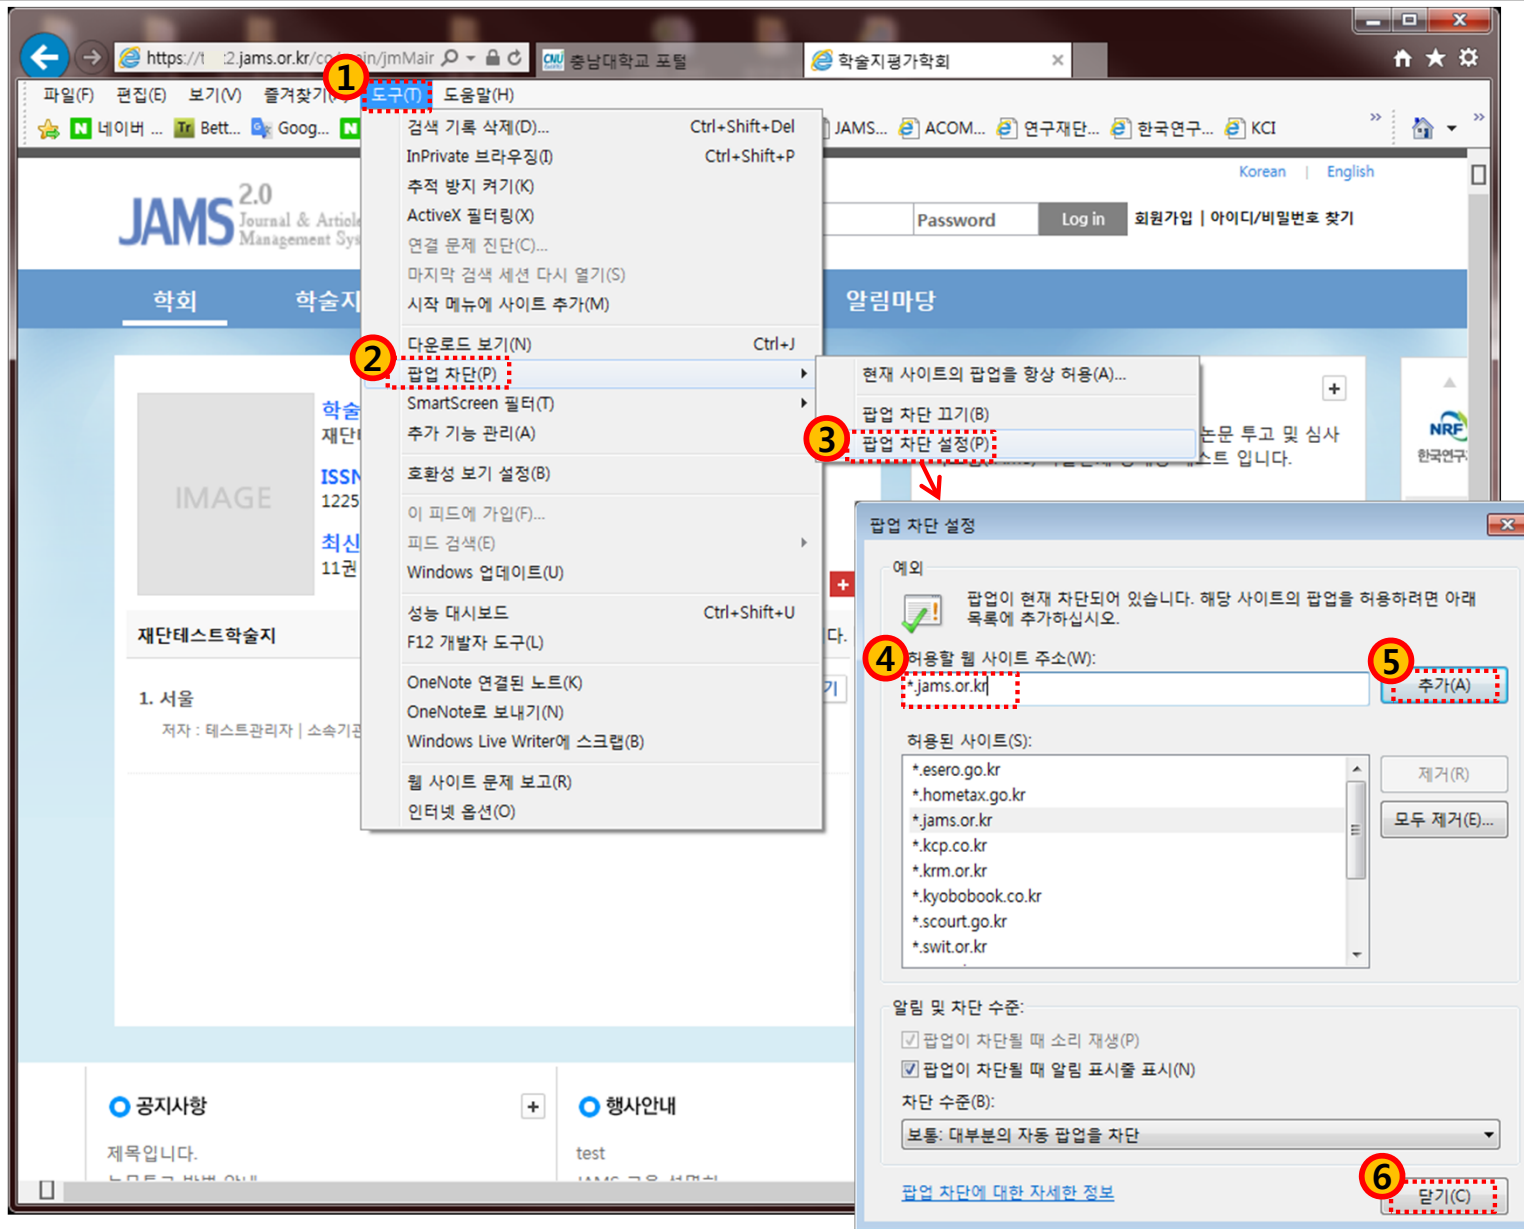 https://t 2.jams.or.kr/co in/jmMair
충남대학교 포털
학술지평가학회
1
파일(F) 편집(E) 보기(V) 즐겨찾기 도구(T) 도움말(H)
네이버 ... Bett... Goog... JAMS... ACOM... 연구재단... 한국연구... KCI
Korean | English
JAMS 2.0
Journal & Article
Management Sys
Password Log in 회원가입 | 아이디/비밀번호 찾기
학회 학술지 알림마당
검색 기록 삭제(D)... Ctrl+Shift+Del
InPrivate 브라우징(I) Ctrl+Shift+P
추적 방지 켜기(K)
ActiveX 필터링(X)
연결 문제 진단(C)...
마지막 검색 세션 다시 열기(S)
시작 메뉴에 사이트 추가(M)
다운로드 보기(N) Ctrl+J
2
팝업 차단(P)
SmartScreen 필터(T)
추가 기능 관리(A)
호환성 보기 설정(B)
이 피드에 가입(F)...
피드 검색(E)
Windows 업데이트(U)
성능 대시보드 Ctrl+Shift+U
F12 개발자 도구(L)
OneNote 연결된 노트(K)
OneNote로 보내기(N)
Windows Live Writer에 스크랩(B)
웹 사이트 문제 보고(R)
인터넷 옵션(O)
현재 사이트의 팝업을 항상 허용(A)...
팝업 차단 끄기(B)
3
팝업 차단 설정(P)
논문 투고 및 심사
스트 입니다.
NRF
한국연구
IMAGE
학술
재단
ISSN
1225
최신
11권
재단테스트학술지
다.
1. 서울
기
저자 : 테스트관리자 | 소속기관
공지사항
제목입니다.
행사안내
test
팝업 차단 설정
예외
팝업이 현재 차단되어 있습니다. 해당 사이트의 팝업을 허용하려면 아래
목록에 추가하십시오.
4
허용할 웹 사이트 주소(W):
*.jams.or.kr
5
추가(A)
허용된 사이트(S):
*.esero.go.kr
*.hometax.go.kr
*.jams.or.kr
*.kcp.co.kr
*.krm.or.kr
*.kyobobook.co.kr
*.scourt.go.kr
*.swit.or.kr
제거(R)
모두 제거(E)...
알림 및 차단 수준:
팝업이 차단될 때 소리 재생(P)
팝업이 차단될 때 알림 표시줄 표시(N)
차단 수준(B):
보통: 대부분의 자동 팝업을 차단
팝업 차단에 대한 자세한 정보
6
닫기(C)